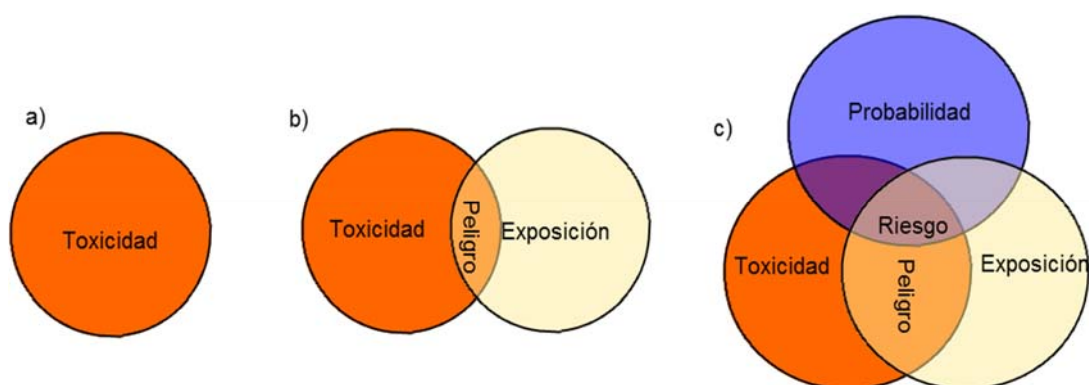 a)
Toxicidad
b)
Toxicidad
Peligro
Exposición
c)
Probabilidad
Riesgo
Toxicidad
Peligro
Exposición